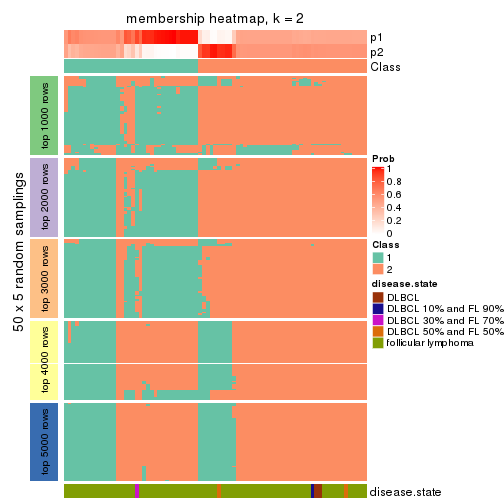 membership heatmap, k = 2
p1
p2
Class
50 x 5 random samplings
top 1000 rows
top 2000 rows
top 3000 rows
top 4000 rows
top 5000 rows
disease.state
Prob
1
0.8
0.6
0.4
0.2
0
Class
1
2
disease.state
DLBCL
DLBCL 10% and FL 90%
DLBCL 30% and FL 70%
DLBCL 50% and FL 50%
follicular lymphoma